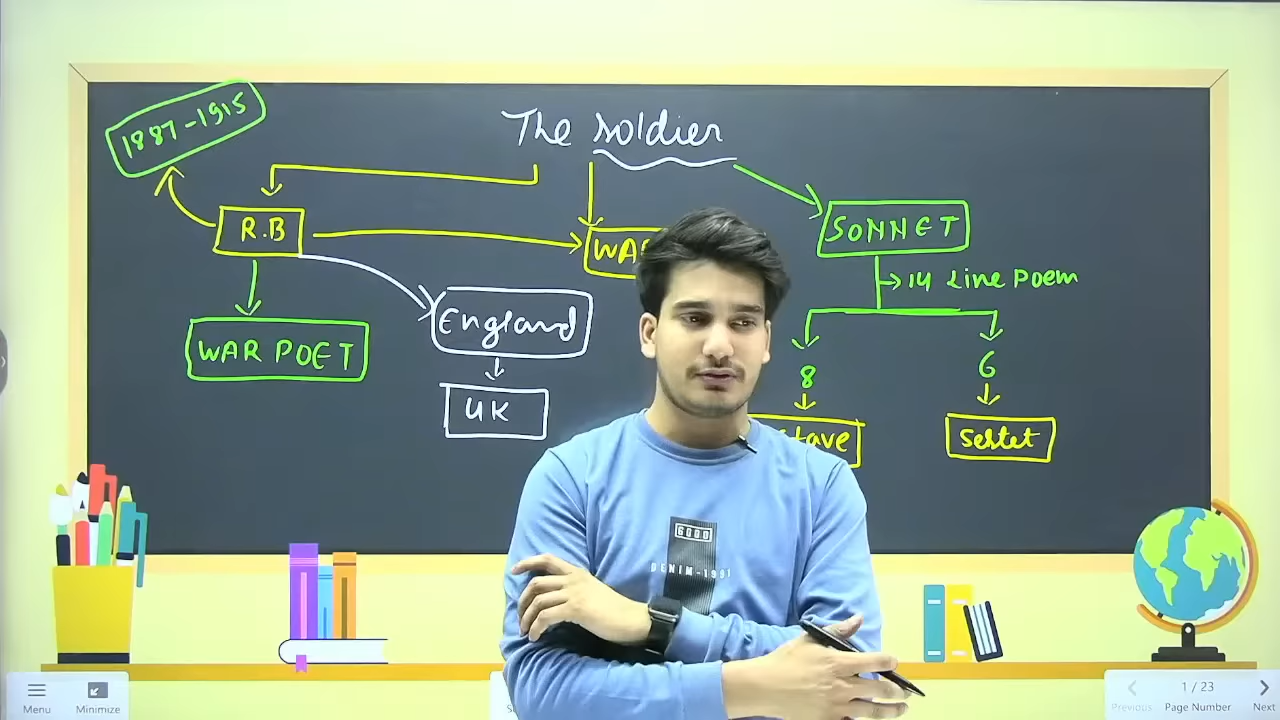 1887-1915
The Soldier
R.B
SONNET
14 Line Poem
England
WAR POET
8
6
UK
Sestet
GOOD
DENIM-1991
Menu
Minimize
1 / 23
Previous
Page Number
Next